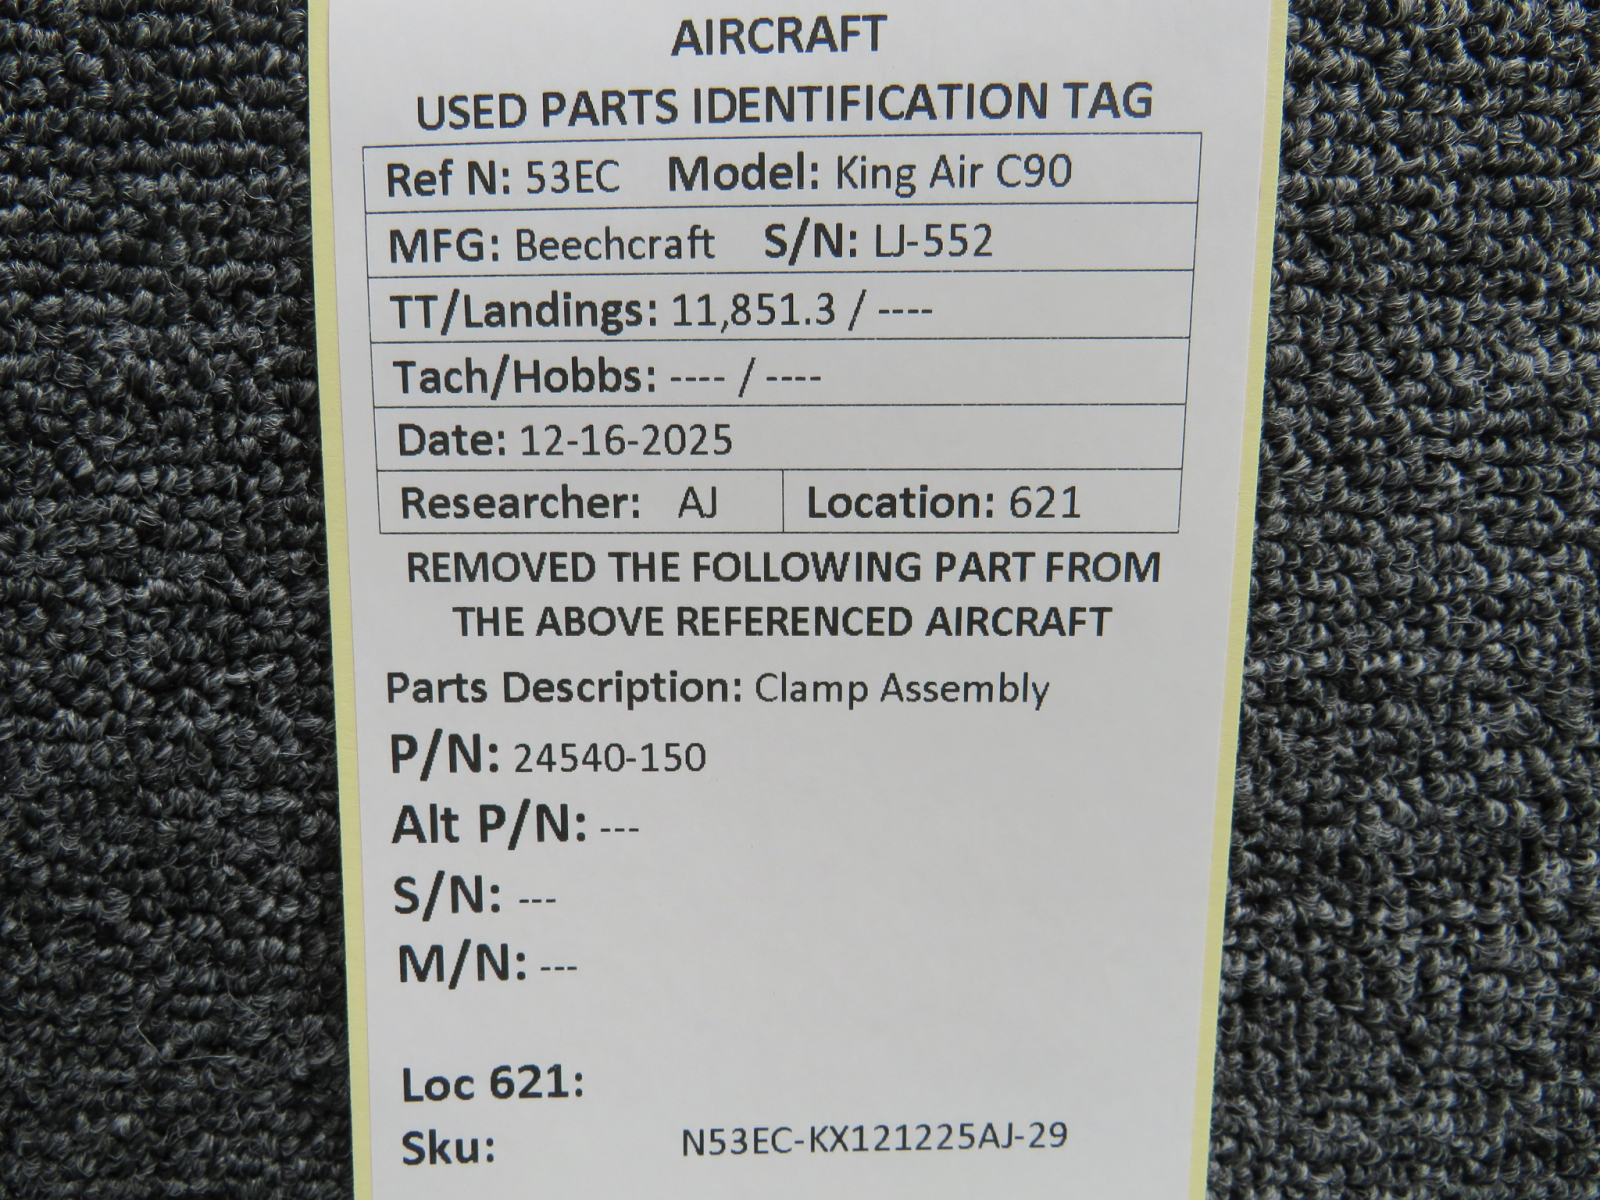 AIRCRAFT
USED PARTS IDENTIFICATION TAG
Ref N: 53EC Model: King Air C90
MFG: Beechcraft S/N: LJ-552
TT/Landings: 11,851.3 / ----
Tach/Hobbs: ---- / ----
Date: 12-16-2025
Researcher: AJ Location: 621
REMOVED THE FOLLOWING PART FROM
THE ABOVE REFERENCED AIRCRAFT
Parts Description: Clamp Assembly
P/N: 24540-150
Alt P/N: ---
S/N: ---
M/N: ---
Loc 621:
Sku: N53EC-KX121225AJ-29